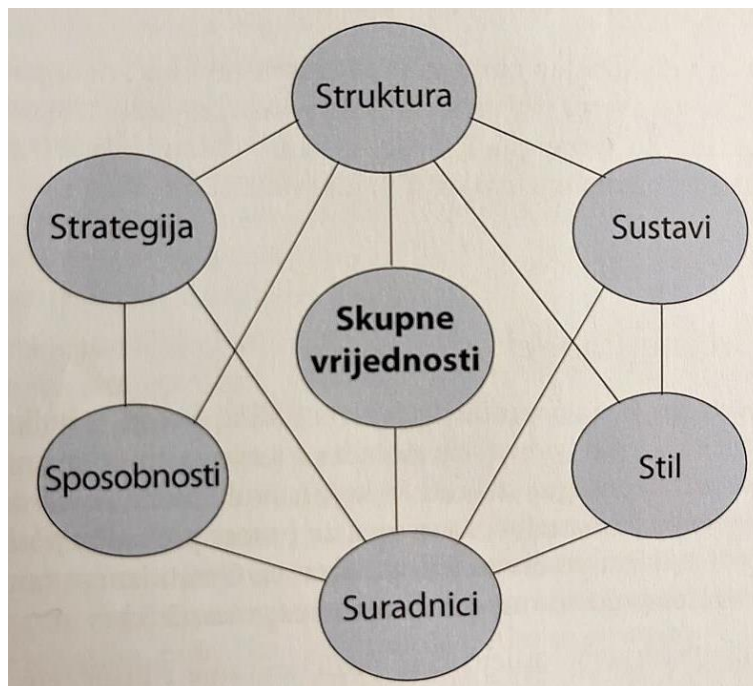 Struktura
Strategija
Sustavi
Skupne
vrijednosti
Sposobnosti
Stil
Suradnici